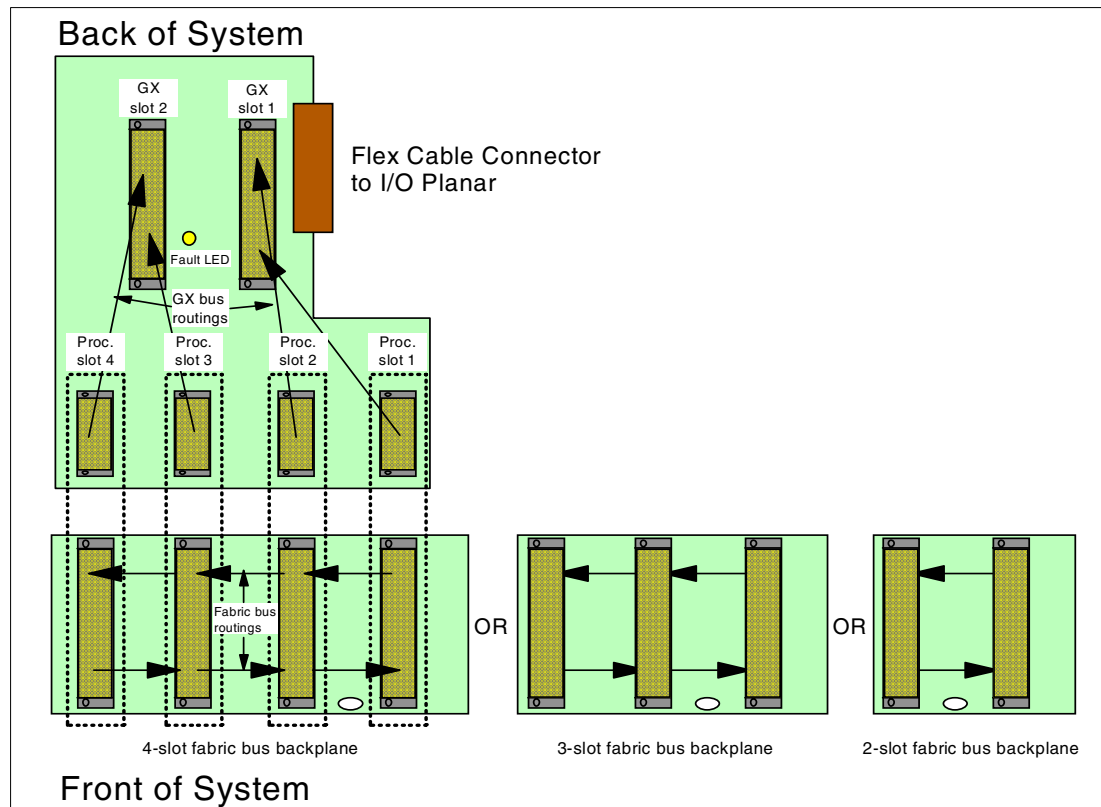 Back of System
GX
slot 2
GX
slot 1
Flex Cable Connector
to I/O Planar
Fault LED
GX bus
routings
Proc.
slot 4
Proc.
slot 3
Proc.
slot 2
Proc.
slot 1
Fabric bus
routings
OR
OR
4-slot fabric bus backplane
3-slot fabric bus backplane
2-slot fabric bus backplane
Front of System